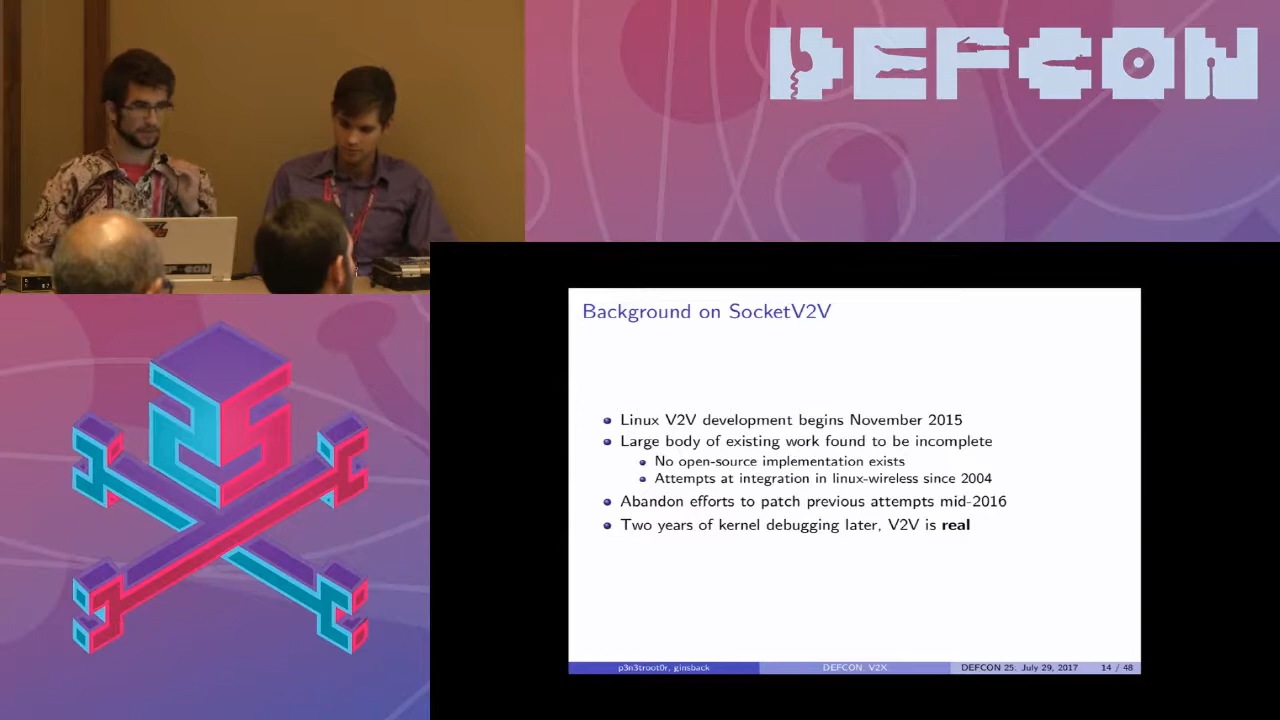 DEFCON
DEF CON
Background on SocketV2V
Linux V2V development begins November 2015
Large body of existing work found to be incomplete
No open-source implementation exists
Attempts at integration in linux-wireless since 2004
Abandon efforts to patch previous attempts mid-2016
Two years of kernel debugging later, V2V is real
p3n3troot0r, ginsback
DEFCON V2X
DEFCON 25. July 29, 2017
14 / 48